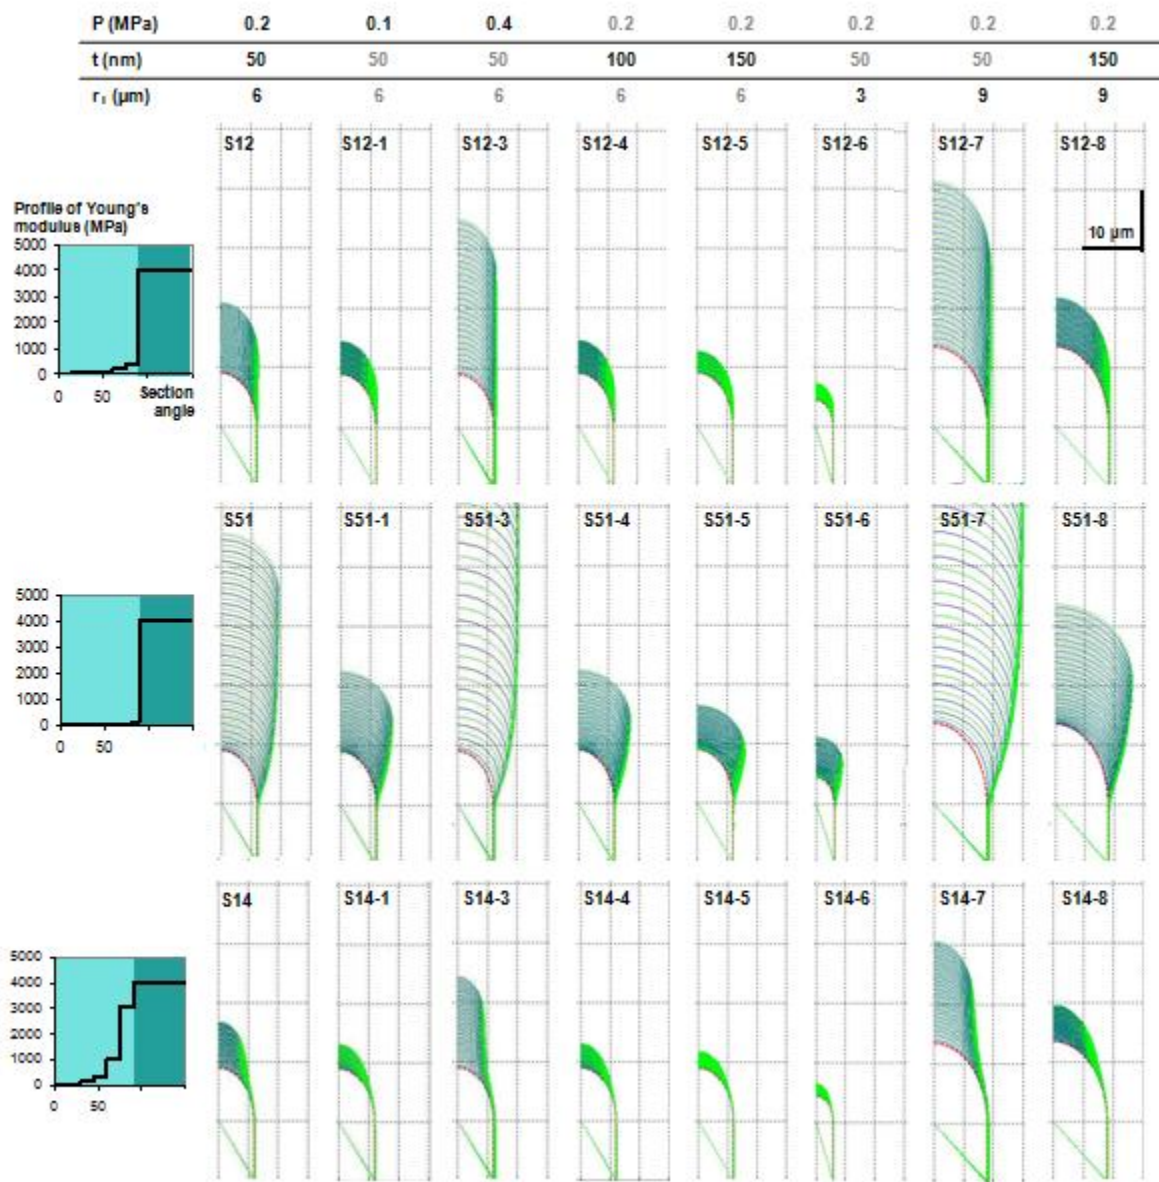 P (MPa) 0.2 0.1 0.4 0.2 0.2 0.2 0.2 0.2
t (nm) 50 50 50 100 150 50 50 150
r₁ (µm) 6 6 6 6 6 3 9 9
S12 S12-1 S12-3 S12-4 S12-5 S12-6 S12-7 S12-8
Profile of Young's
modulus (MPa)
10 µm
5000
4000
3000
2000
1000
0
0 50 Section
angle
S51 S51-1 S51-3 S51-4 S51-5 S51-6 S51-7 S51-8
5000
4000
3000
2000
1000
0
0 50
S14 S14-1 S14-3 S14-4 S14-5 S14-6 S14-7 S14-8
5000
4000
3000
2000
1000
0
0 50